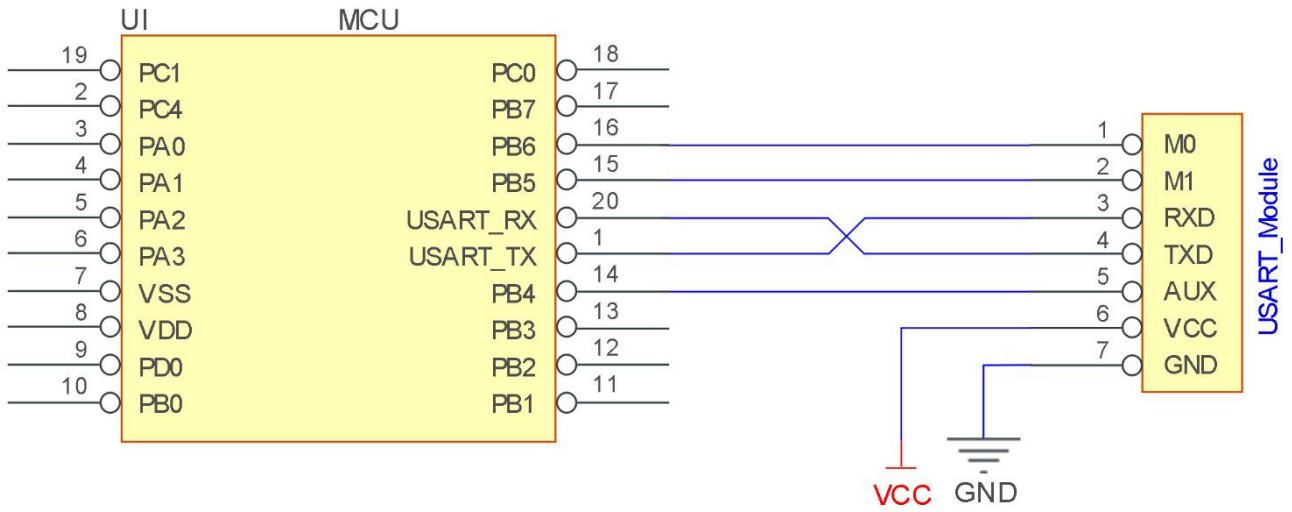 UI MCU
19 PC1 PC0 18
2 PC4 PB7 17
3 PA0 PB6 16 1 M0
4 PA1 PB5 15 2 M1
5 PA2 USART_RX 20 3 RXD
6 PA3 USART_TX 1 4 TXD
7 VSS PB4 14 5 AUX
8 VDD PB3 13 6 VCC
9 PD0 PB2 12 7 GND
10 PB0 PB1 11
USART_Module
VCC GND